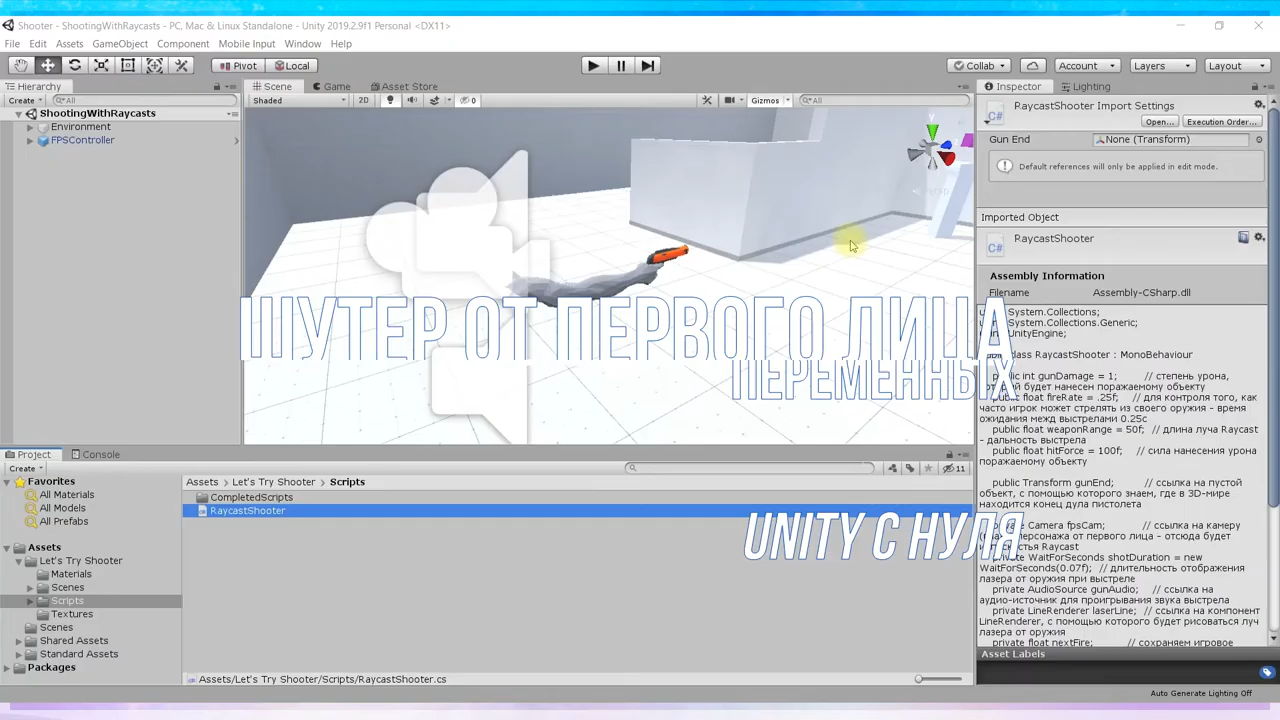 Shooter - ShootingWithRaycasts - PC, Mac & Linux Standalone - Unity 2019.2.9f1 Personal <DX11>
File Edit Assets GameObject Component Mobile Input Window Help
Pivot Local Collab Account Layers Layout
Hierarchy Scene Game Asset Store Inspector Lighting
Create All Shaded 2D 0 Gizmos All
ShootingWithRaycasts
Environment
FPSController
RaycastShooter Import Settings
Open... Execution Order...
Gun End None (Transform)
Default references will only be applied in edit mode.
Imported Object
RaycastShooter
Assembly Information
Filename Assembly-CSharp.dll
ШУТЕР ОТ ПЕРВОГО ЛИЦА
ПЕРЕМЕННЫХ
UNITY С НУЛЯ
System.Collections;
System.Collections.Generic;
UnityEngine;
class RaycastShooter : MonoBehaviour
public int gunDamage = 1; // степень урона,
будет нанесен поражаемому объекту
public float fireRate = .25f; // для контроля того, как
часто игрок может стрелять из своего оружия - время
ожидания межд выстрелами 0.25с
public float weaponRange = 50f; // длина луча Raycast
- дальность выстрела
public float hitForce = 100f; // сила нанесения урона
поражаемому объекту
public Transform gunEnd; // ссылка на пустой
объект, с помощью которого знаем, где в 3D-мире
находится конец дула пистолета
private Camera fpsCam; // ссылка на камеру
персонажа от первого лица - отсюда будет
Raycast
private WaitForSeconds shotDuration = new
WaitForSeconds(0.07f); // длительность отображения
лазера от оружия при выстреле
private AudioSource gunAudio; // ссылка на
аудио-источник для проигрывания звука выстрела
private LineRenderer laserLine; // ссылка на компонент
LineRenderer, с помощью которого будет рисоваться луч
лазера от оружия
private float nextFire; // сохраняем игровое
Asset Labels
Project Console
Create 11
Favorites
All Materials
All Models
All Prefabs
Assets
Let's Try Shooter
Materials
Scenes
Scripts
Textures
Scenes
Shared Assets
Standard Assets
Packages
Assets Let's Try Shooter Scripts
CompletedScripts
RaycastShooter
Assets/Let's Try Shooter/Scripts/RaycastShooter.cs
Auto Generate Lighting Off